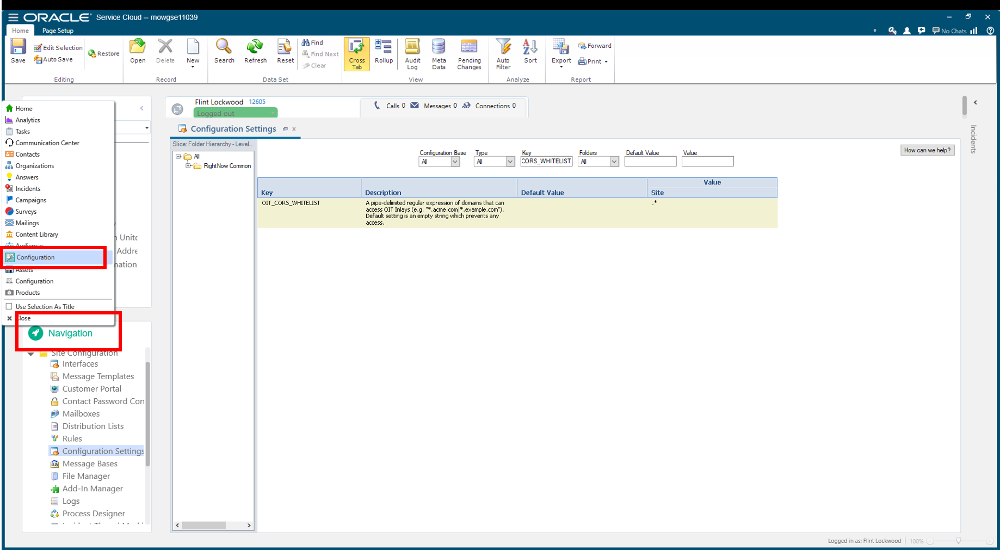 ORACLE Service Cloud -- rnowgse11039
Home Page Setup
No Chats
Save
Edit Selection
Auto Save
Restore
Editing
Open
Delete
New
Record
Search
Refresh
Reset
Find
Find Next
Clear
Data Set
Cross Tab
Rollup
Audit Log
Meta Data
Pending Changes
View
Auto Filter
Sort
Analyze
Export
Forward
Print
Report
Home
Analytics
Tasks
Communication Center
Contacts
Organizations
Answers
Incidents
Campaigns
Surveys
Mailings
Content Library
Audiences
Configuration
Assets
Configuration
Products
Use Selection As Title
Close
n Unite
Addre
nation
Navigation
Site Configuration
Interfaces
Message Templates
Customer Portal
Contact Password Con
Mailboxes
Distribution Lists
Rules
Configuration Settings
Message Bases
File Manager
Add-In Manager
Logs
Process Designer
Flint Lockwood 12605
Logged out
Calls 0 Messages 0 Connections 0
Configuration Settings
Slice: Folder Hierarchy - Level...
All
RightNow Common
Configuration Base Type Key Folders Default Value Value
All All CORS_WHITELIST All
How can we help?
Incidents
Value
Key Description Default Value Site
OIT_CORS_WHITELIST A pipe-delimited regular expression of domains that can .*
access OIT Inlays (e.g. "*.acme.com|*.example.com").
Default setting is an empty string which prevents any
access.
Logged in as: Flint Lockwood 100%